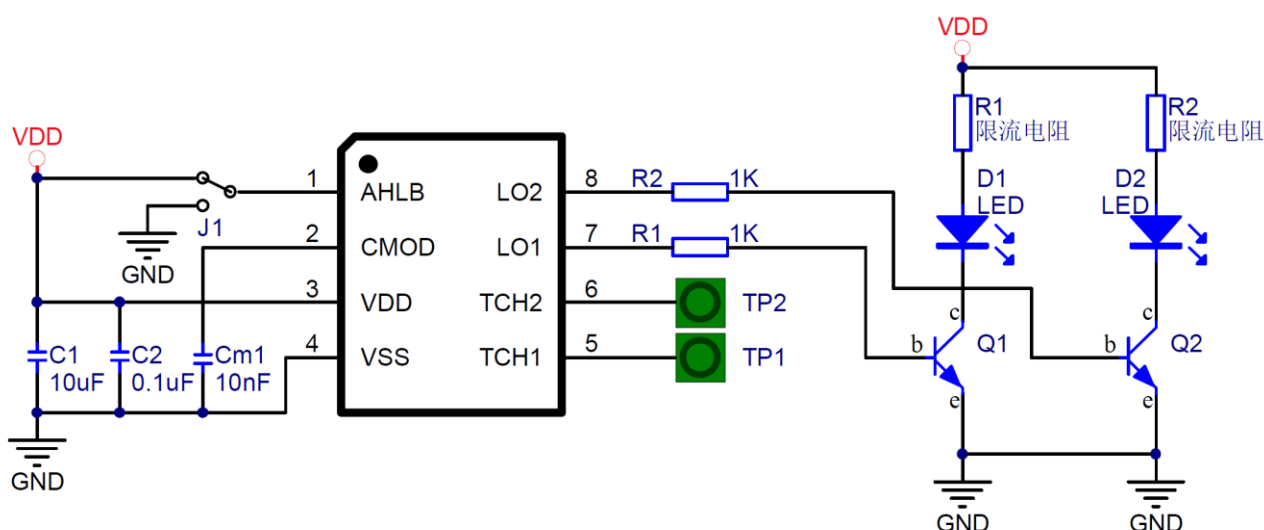 VDD
J1
GND
C1
10uF
C2
0.1uF
Cm1
10nF
GND
1
2
3
4
AHLB
CMOD
VDD
VSS
LO2
LO1
TCH2
TCH1
8
7
6
5
R2
1K
R1
1K
TP2
TP1
VDD
R1
限流电阻
R2
限流电阻
D1
LED
D2
LED
c
b
Q1
e
c
b
Q2
e
GND
GND